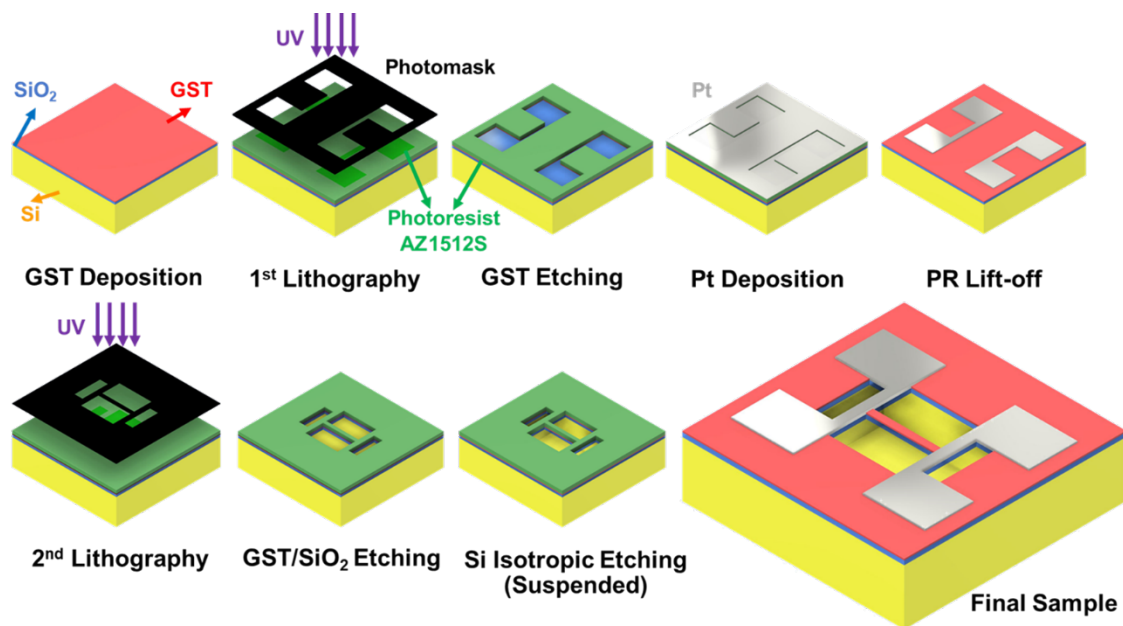 UV
Photomask
SiO2
GST
Pt
Si
Photoresist
AZ1512S
GST Deposition
1st Lithography
GST Etching
Pt Deposition
PR Lift-off
UV
2nd Lithography
GST/SiO2 Etching
Si Isotropic Etching
(Suspended)
Final Sample